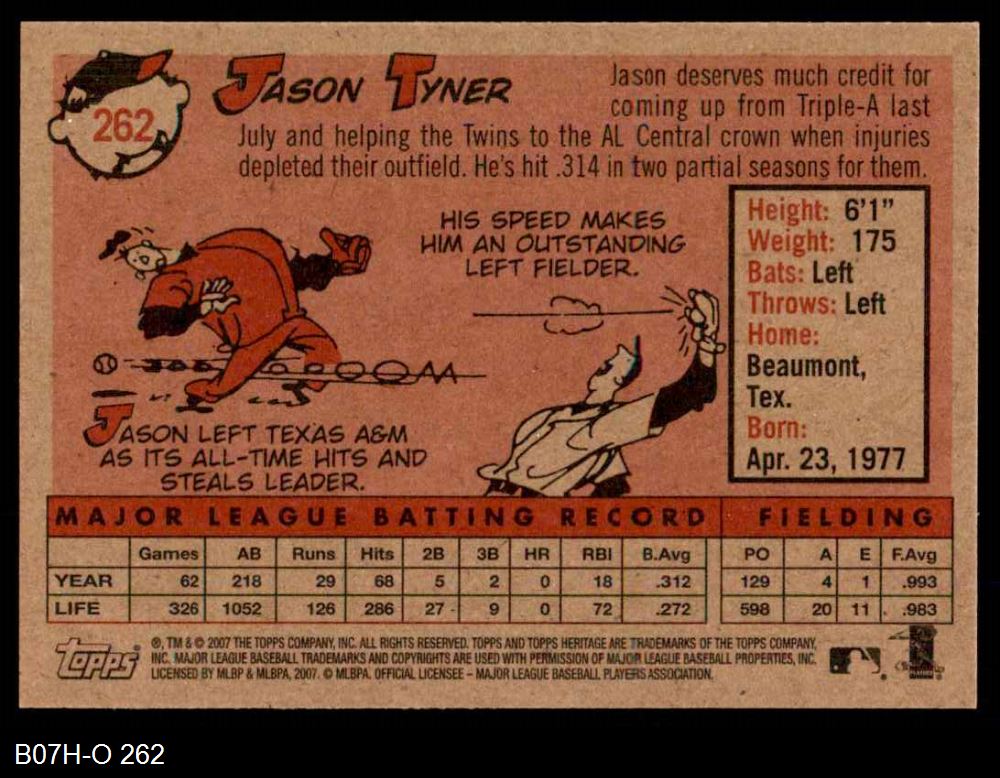 262
JASON TYNER
Jason deserves much credit for
coming up from Triple-A last
July and helping the Twins to the AL Central crown when injuries
depleted their outfield. He's hit .314 in two partial seasons for them.
HIS SPEED MAKES
HIM AN OUTSTANDING
LEFT FIELDER.
Height: 6'1"
Weight: 175
Bats: Left
Throws: Left
Home:
Beaumont,
Tex.
Born:
Apr. 23, 1977
JASON LEFT TEXAS A&M
AS ITS ALL-TIME HITS AND
STEALS LEADER.
MAJOR LEAGUE BATTING RECORD FIELDING
Games AB Runs Hits 2B 3B HR RBI B.Avg PO A E F.Avg
YEAR 62 218 29 68 5 2 0 18 .312 129 4 1 .993
LIFE 326 1052 126 286 27 9 0 72 .272 598 20 11 .983
Topps
®, TM & © 2007 THE TOPPS COMPANY, INC. ALL RIGHTS RESERVED. TOPPS AND TOPPS HERITAGE ARE TRADEMARKS OF THE TOPPS COMPANY,
INC. MAJOR LEAGUE BASEBALL TRADEMARKS AND COPYRIGHTS ARE USED WITH PERMISSION OF MAJOR LEAGUE BASEBALL PROPERTIES, INC.
LICENSED BY MLBP & MLBPA, 2007. © MLBPA. OFFICIAL LICENSEE – MAJOR LEAGUE BASEBALL PLAYERS ASSOCIATION.
B07H-O 262